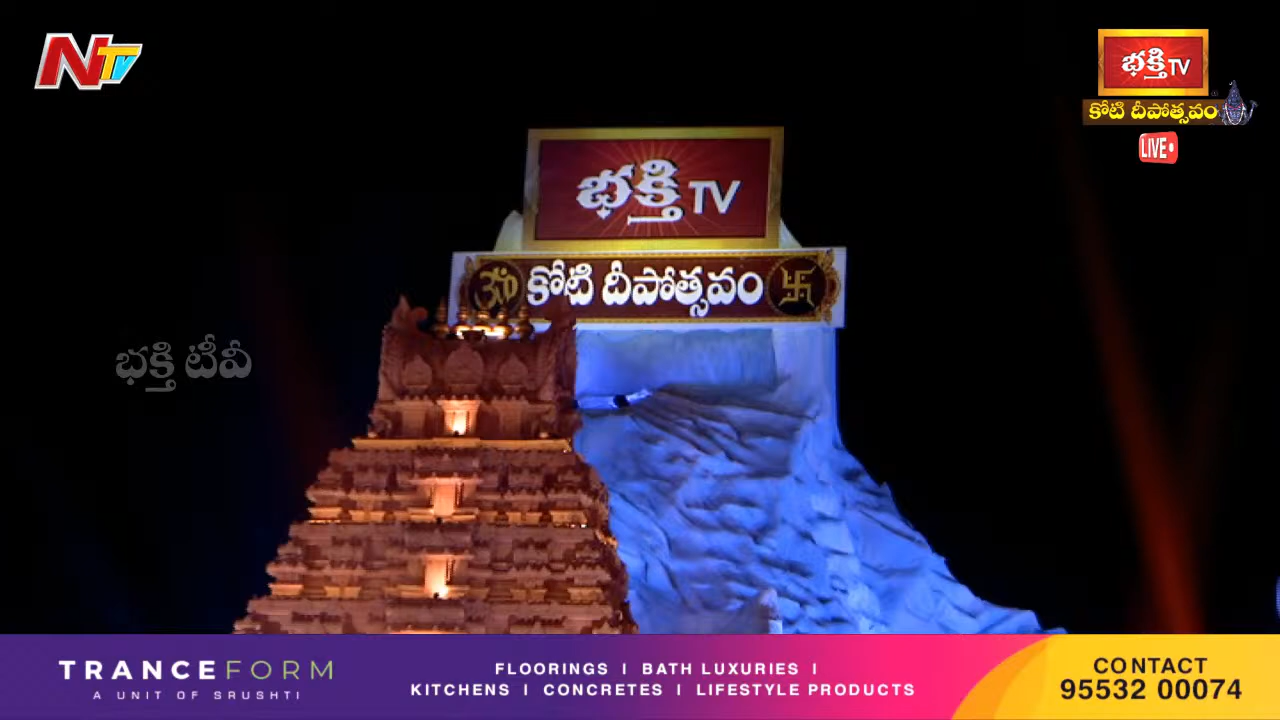 NTV
భక్తి TV
కోటి దీపోత్సవం
LIVE
భక్తి TV
కోటి దీపోత్సవం
భక్తి టీవీ
TRANCEFORM
A UNIT OF SRUSHTI
FLOORINGS I BATH LUXURIES I
KITCHENS I CONCRETES I LIFESTYLE PRODUCTS
CONTACT
95532 00074